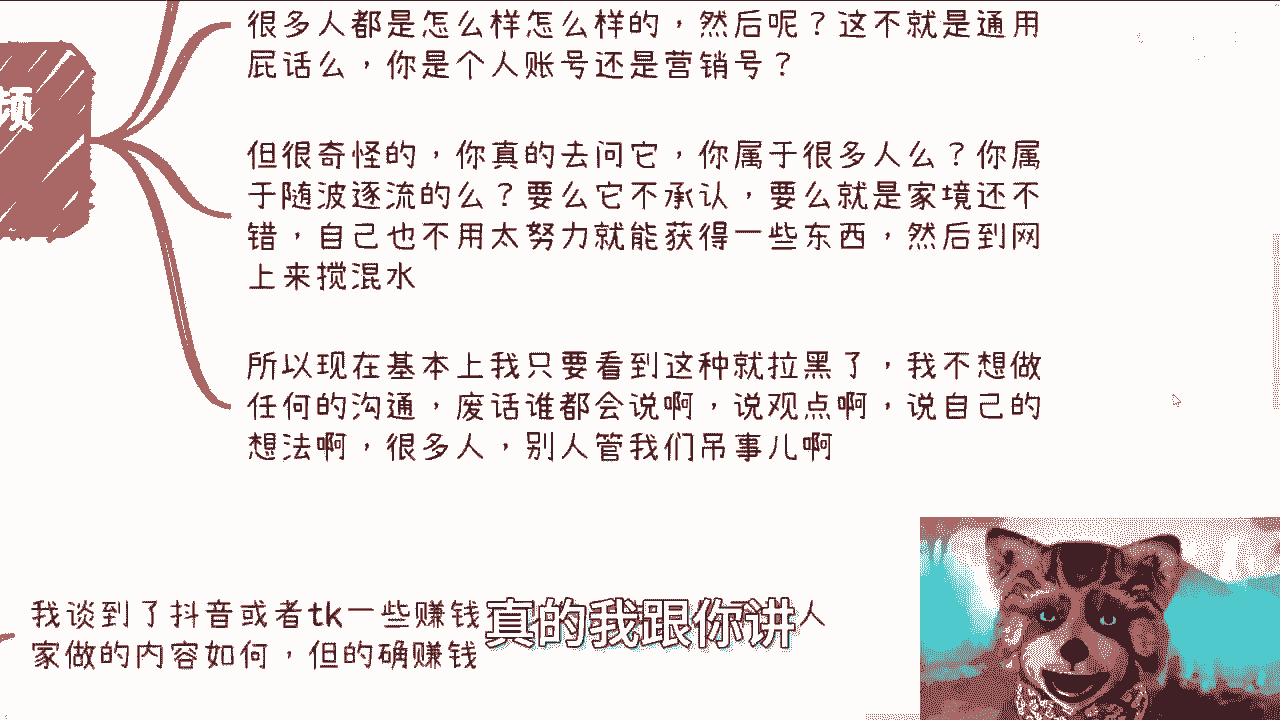 很多人都是怎么样怎么样的，然后呢？这不就是通用
屁话么，你是个人账号还是营销号？
频
但很奇怪的，你真的去问它，你属于很多人么？你属
于随波逐流的么？要么它不承认，要么就是家境还不
错，自己也不用太努力就能获得一些东西，然后到网
上来搅混水
所以现在基本上我只要看到这种就拉黑了，我不想做
任何的沟通，废话谁都会说啊，说观点啊，说自己的
想法啊，很多人，别人管我们吊事儿啊
我谈到了抖音或者tk一些赚钱
人
真的我跟你讲
家做的内容如何，但的确赚钱